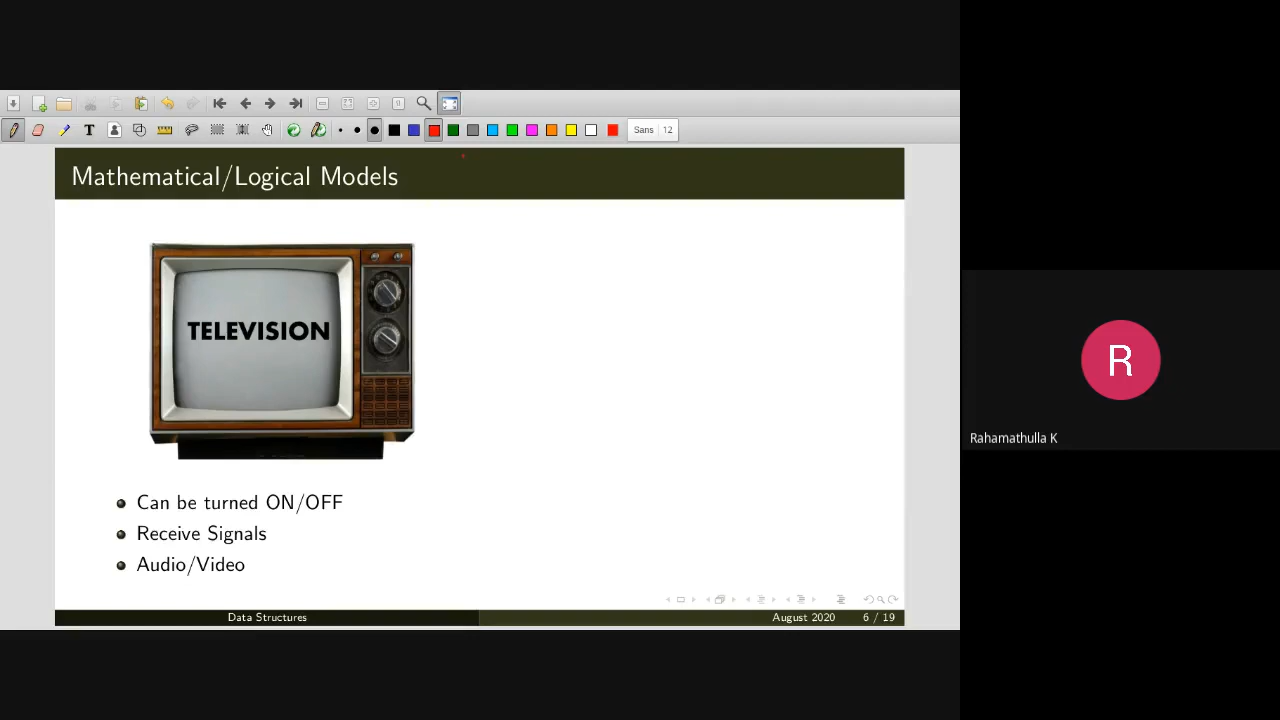 Sans 12
Mathematical/Logical Models
TELEVISION
Can be turned ON/OFF
Receive Signals
Audio/Video
Data Structures
August 2020 6 / 19
R
Rahamathulla K